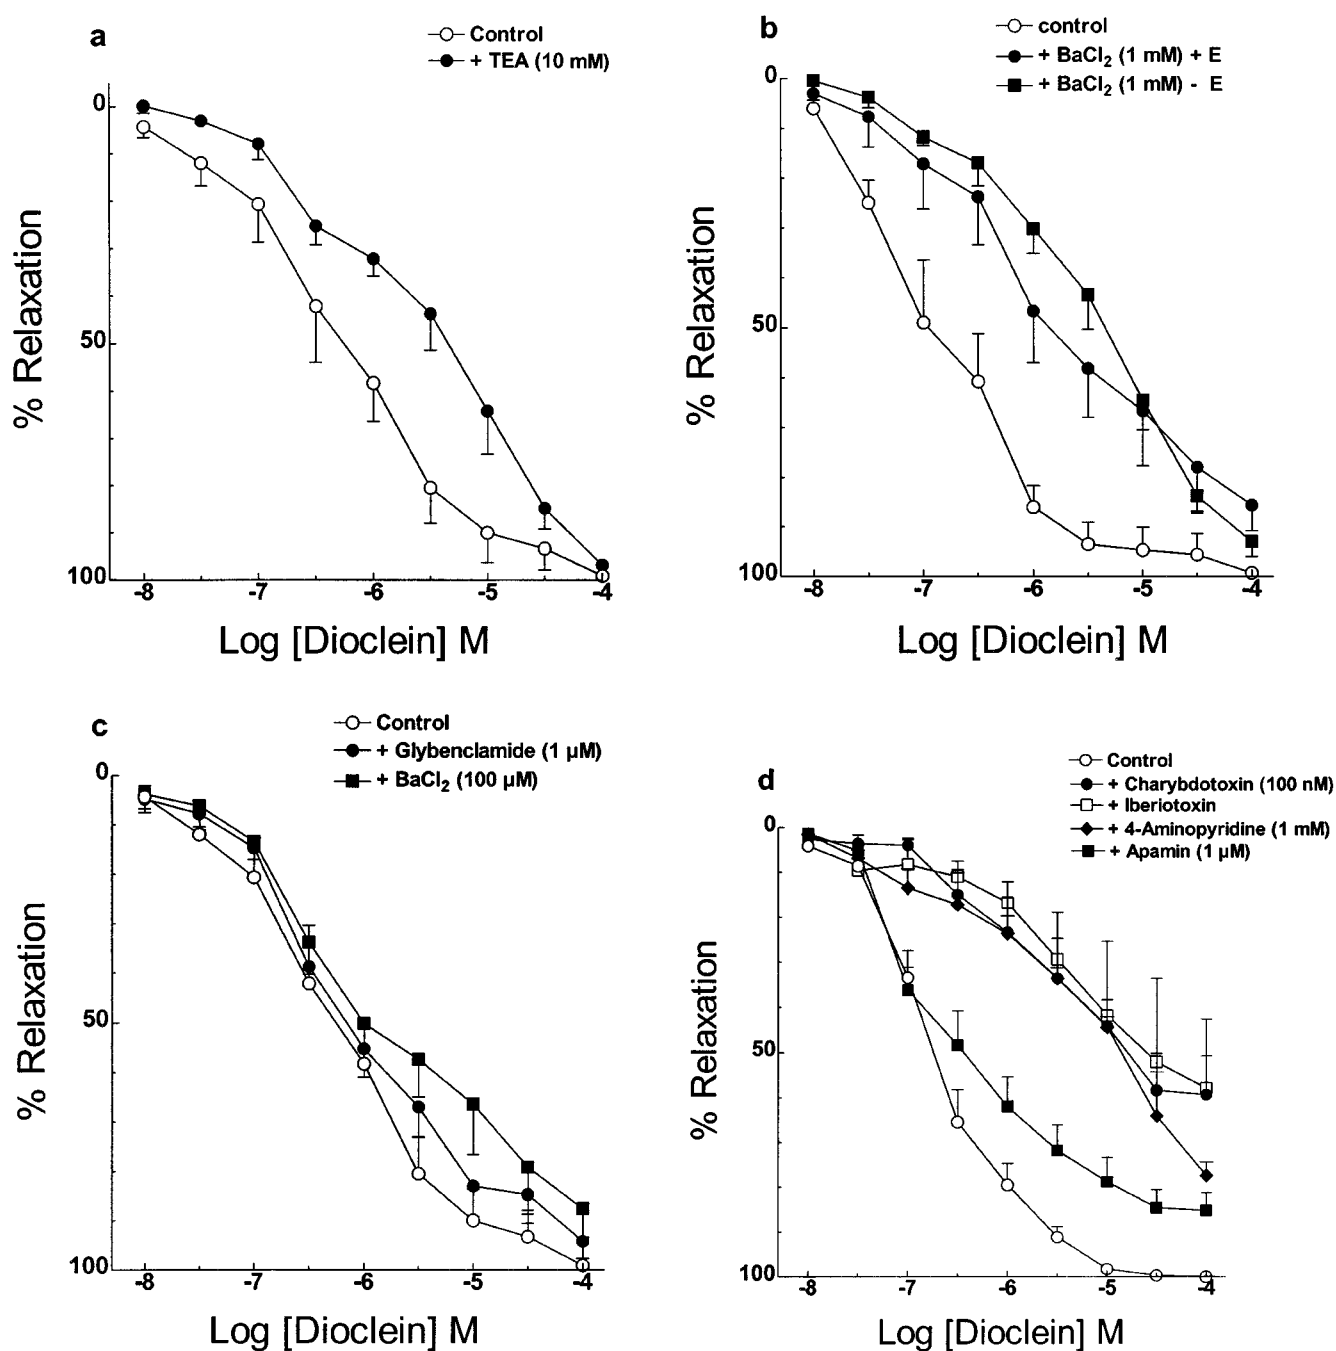 a
Control
+ TEA (10 mM)
0
50
100
% Relaxation
-8 -7 -6 -5 -4
Log [Dioclein] M
b
control
+ BaCl₂ (1 mM) + E
+ BaCl₂ (1 mM) - E
0
50
100
% Relaxation
-8 -7 -6 -5 -4
Log [Dioclein] M
c
Control
+ Glybenclamide (1 µM)
+ BaCl₂ (100 µM)
0
50
100
% Relaxation
-8 -7 -6 -5 -4
Log [Dioclein] M
d
Control
+ Charybdotoxin (100 nM)
+ Iberiotoxin
+ 4-Aminopyridine (1 mM)
+ Apamin (1 µM)
0
50
100
% Relaxation
-8 -7 -6 -5 -4
Log [Dioclein] M